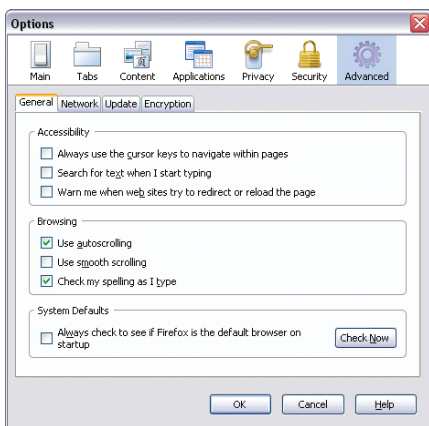 Options
Main Tabs Content Applications Privacy Security Advanced
General Network Update Encryption
Accessibility
Always use the cursor keys to navigate within pages
Search for text when I start typing
Warn me when web sites try to redirect or reload the page
Browsing
Use autoscrolling
Use smooth scrolling
Check my spelling as I type
System Defaults
Always check to see if Firefox is the default browser on
startup
Check Now
OK Cancel Help